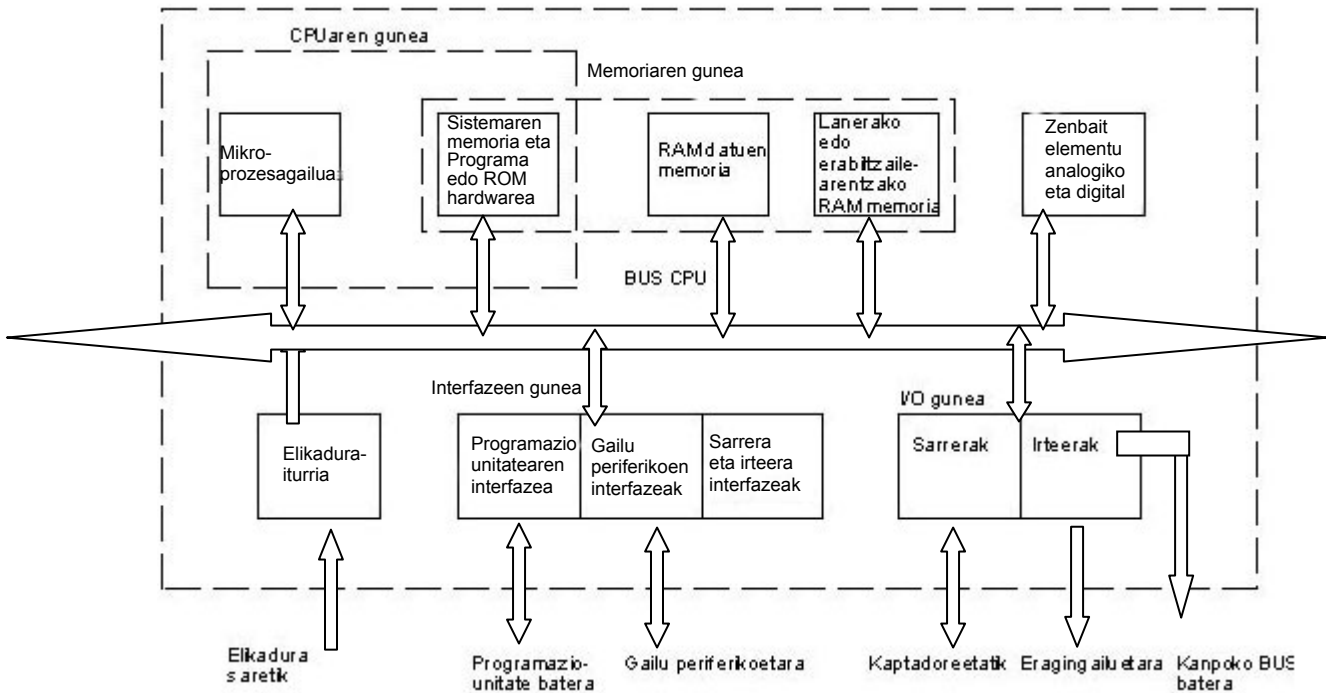 CPUaren gunea
Memoriaren gunea
Mikro-
prozesagailua
Sistemaren
memoria eta
Programa
edo ROM
hardwarea
RAM datuen
memoria
Lanerako
edo
erabiltzaile-
arentzako
RAM memoria
Zenbait
elementu
analogiko
eta digital
BUS CPU
Interfazeen gunea
I/O gunea
Elikadura-
iturria
Programazio
unitatearen
interfazea
Gailu
periferikoen
interfazeak
Sarrera
eta irteera
interfazeak
Sarrerak
Irteerak
Elikadura
saretik
Programazio-
unitate batera
Gailu periferikoetara
Kaptadoreetatik
Eragingailuetara
Kanpoko BUS
batera